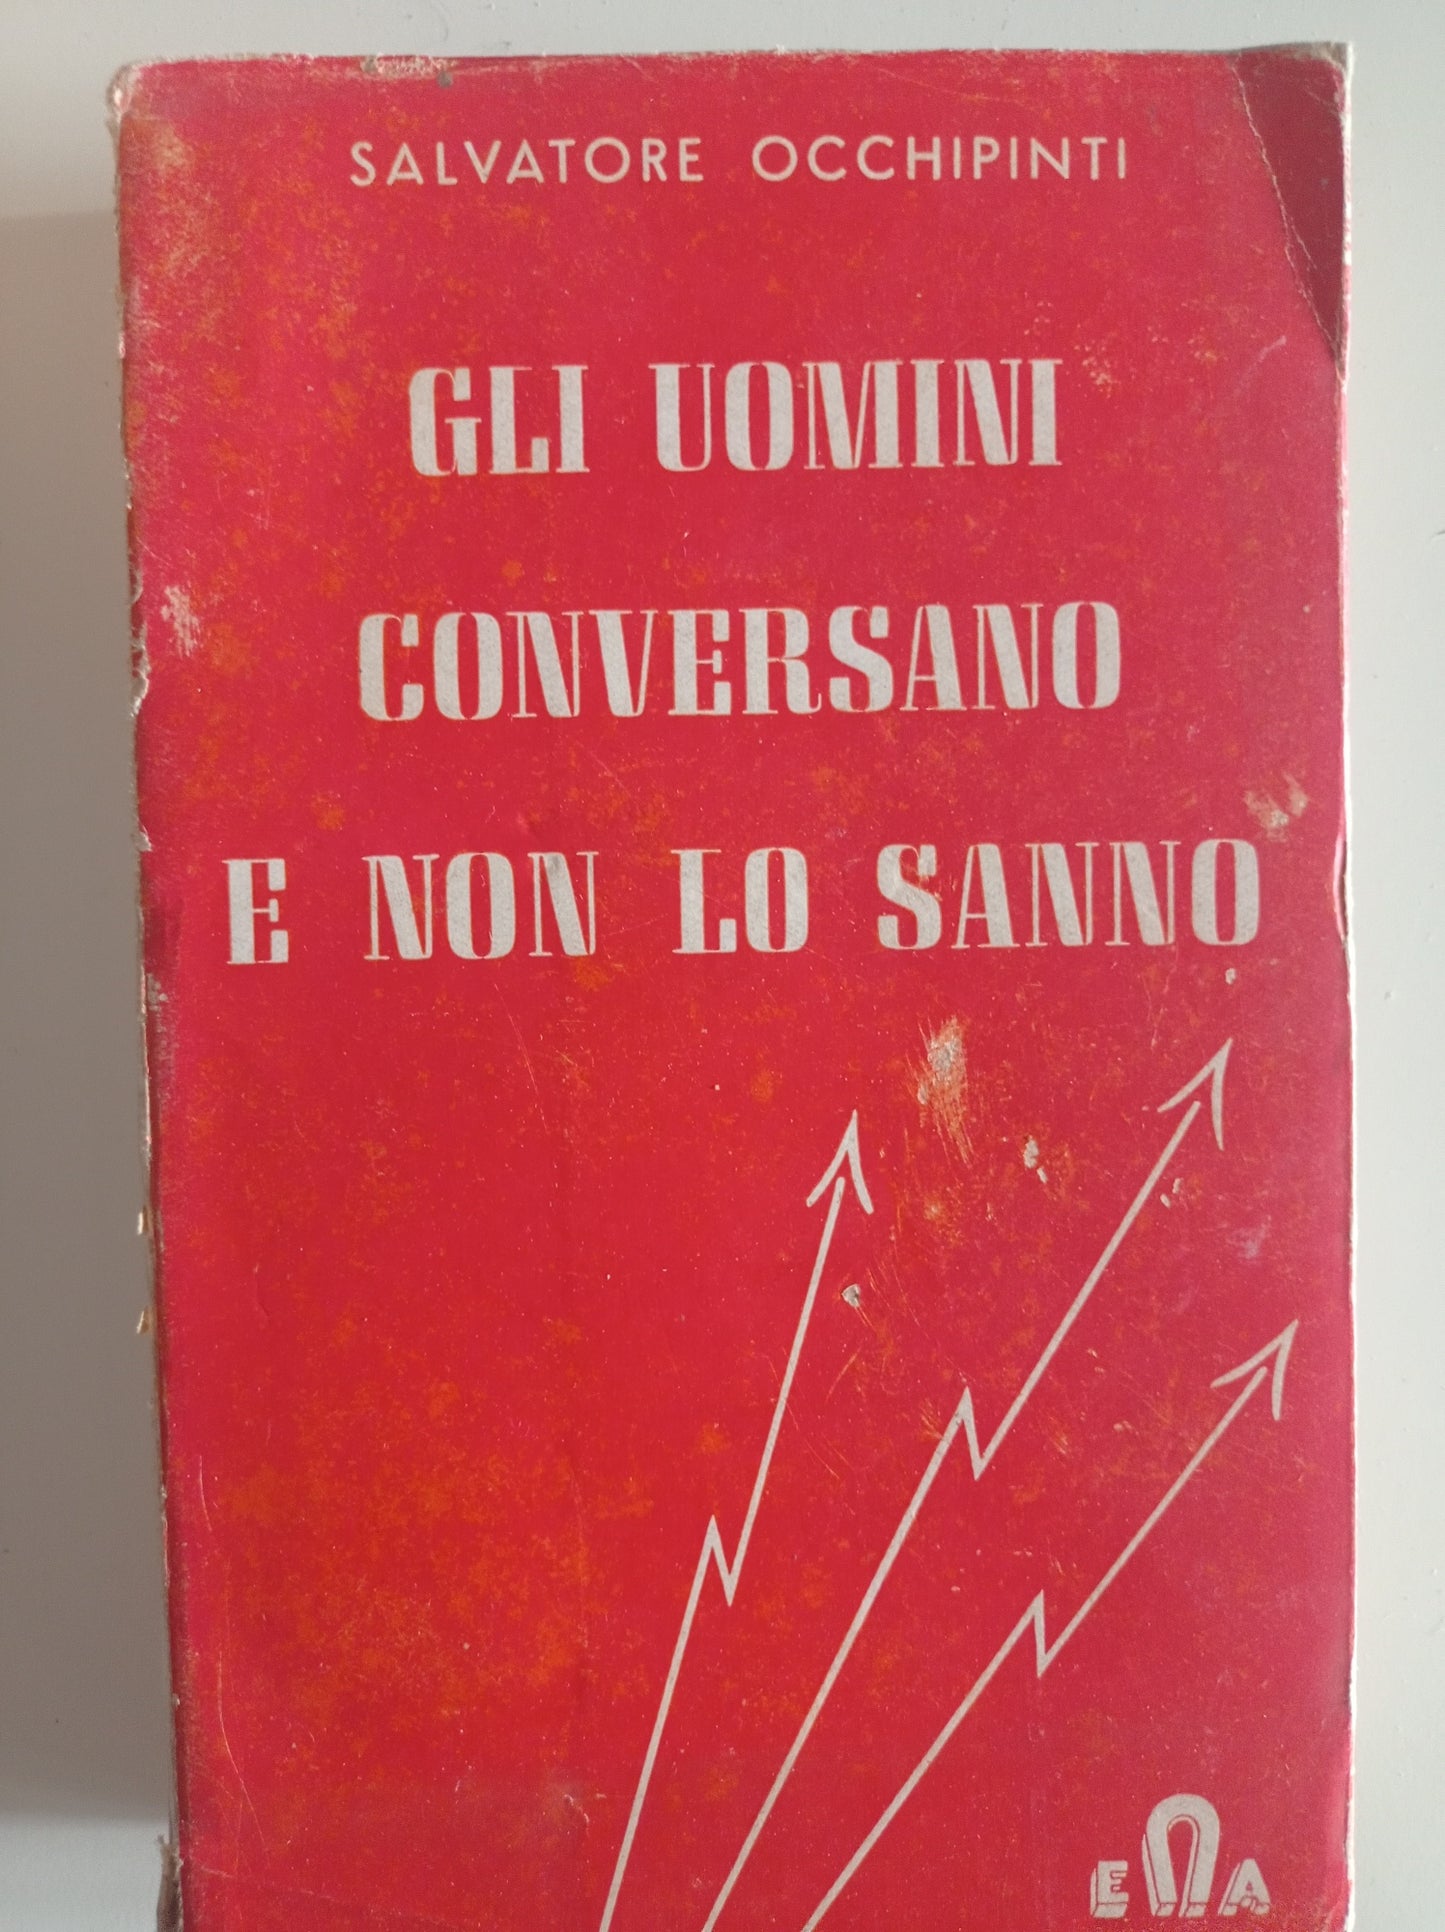 SALVATORE OCCHIPINTI
GLI UOMINI
CONVERSANO
E NON LO SANNO
E Ω A